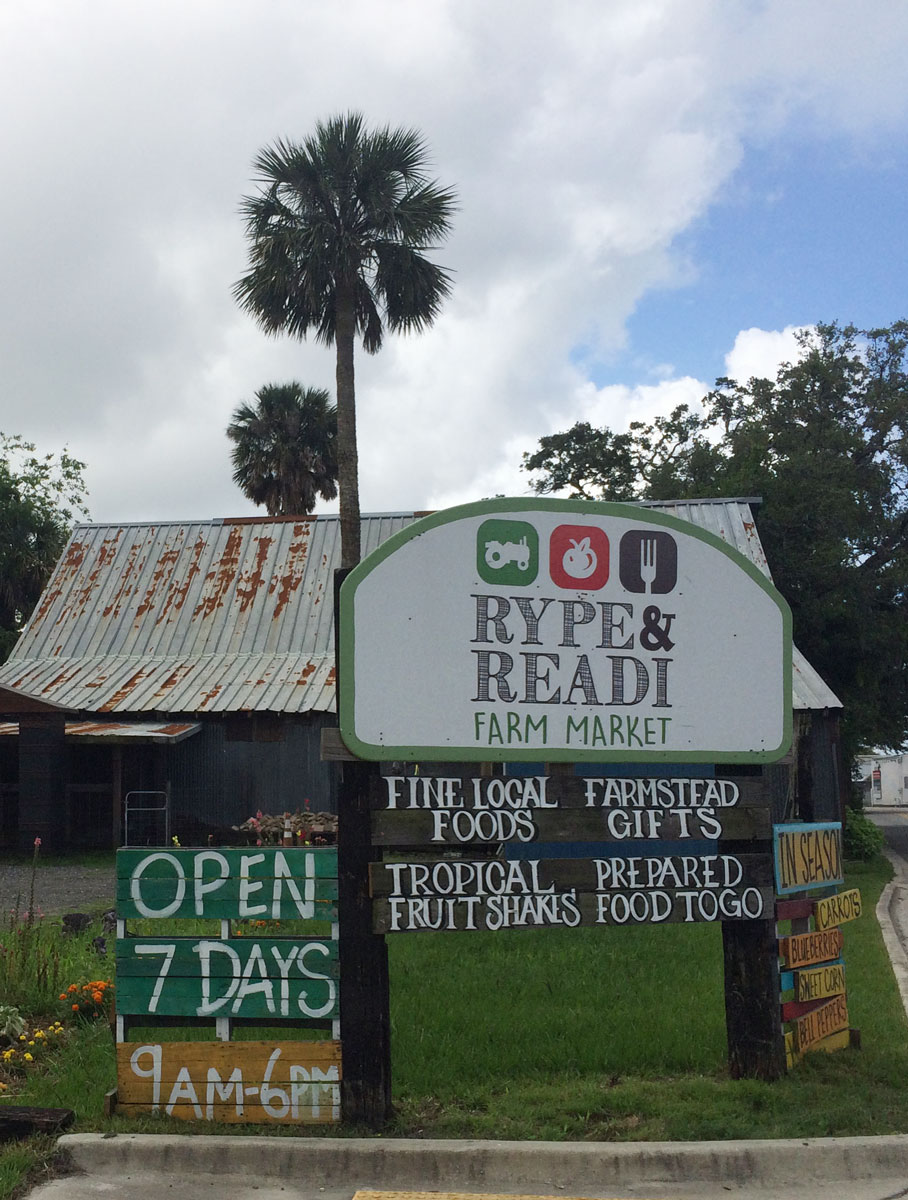 RYPE &
READI
FARM MARKET
FINE LOCAL
FOODS
FARMSTEAD
GIFTS
TROPICAL
FRUIT SHAKES
PREPARED
FOOD TO GO
OPEN
7 DAYS
9AM-6PM
IN SEASON
CARROTS
BLUEBERRIES
SWEET CORN
BELL PEPPERS